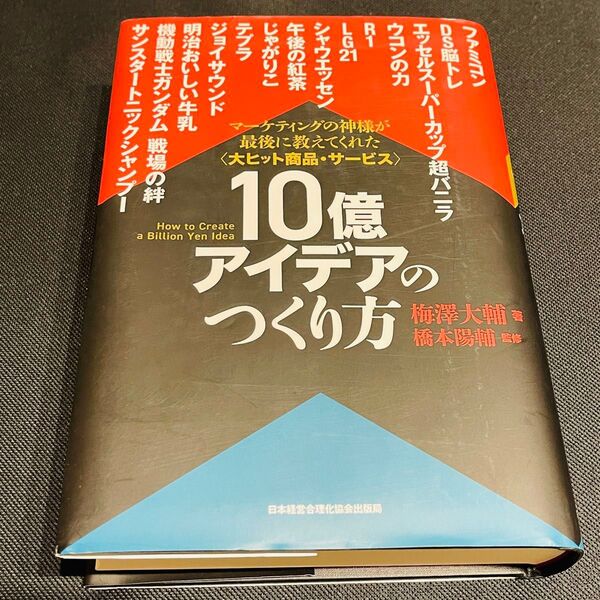 ファミコン
DS脳トレ
エッセルスーパーカップ超バニラ
ウコンの力
R-1
LG21
シャウエッセン
午後の紅茶
じゃがりこ
テプラ
ジョイサウンド
明治おいしい牛乳
機動戦士ガンダム 戦場の絆
サンスタートニックシャンプー
マーケティングの神様が
最後に教えてくれた
〈大ヒット商品・サービス〉
10億
How to Create
a Billion Yen Idea
アイデアの
つくり方
梅澤大輔 著
橋本陽輔 監修
日本経営合理化協会出版局